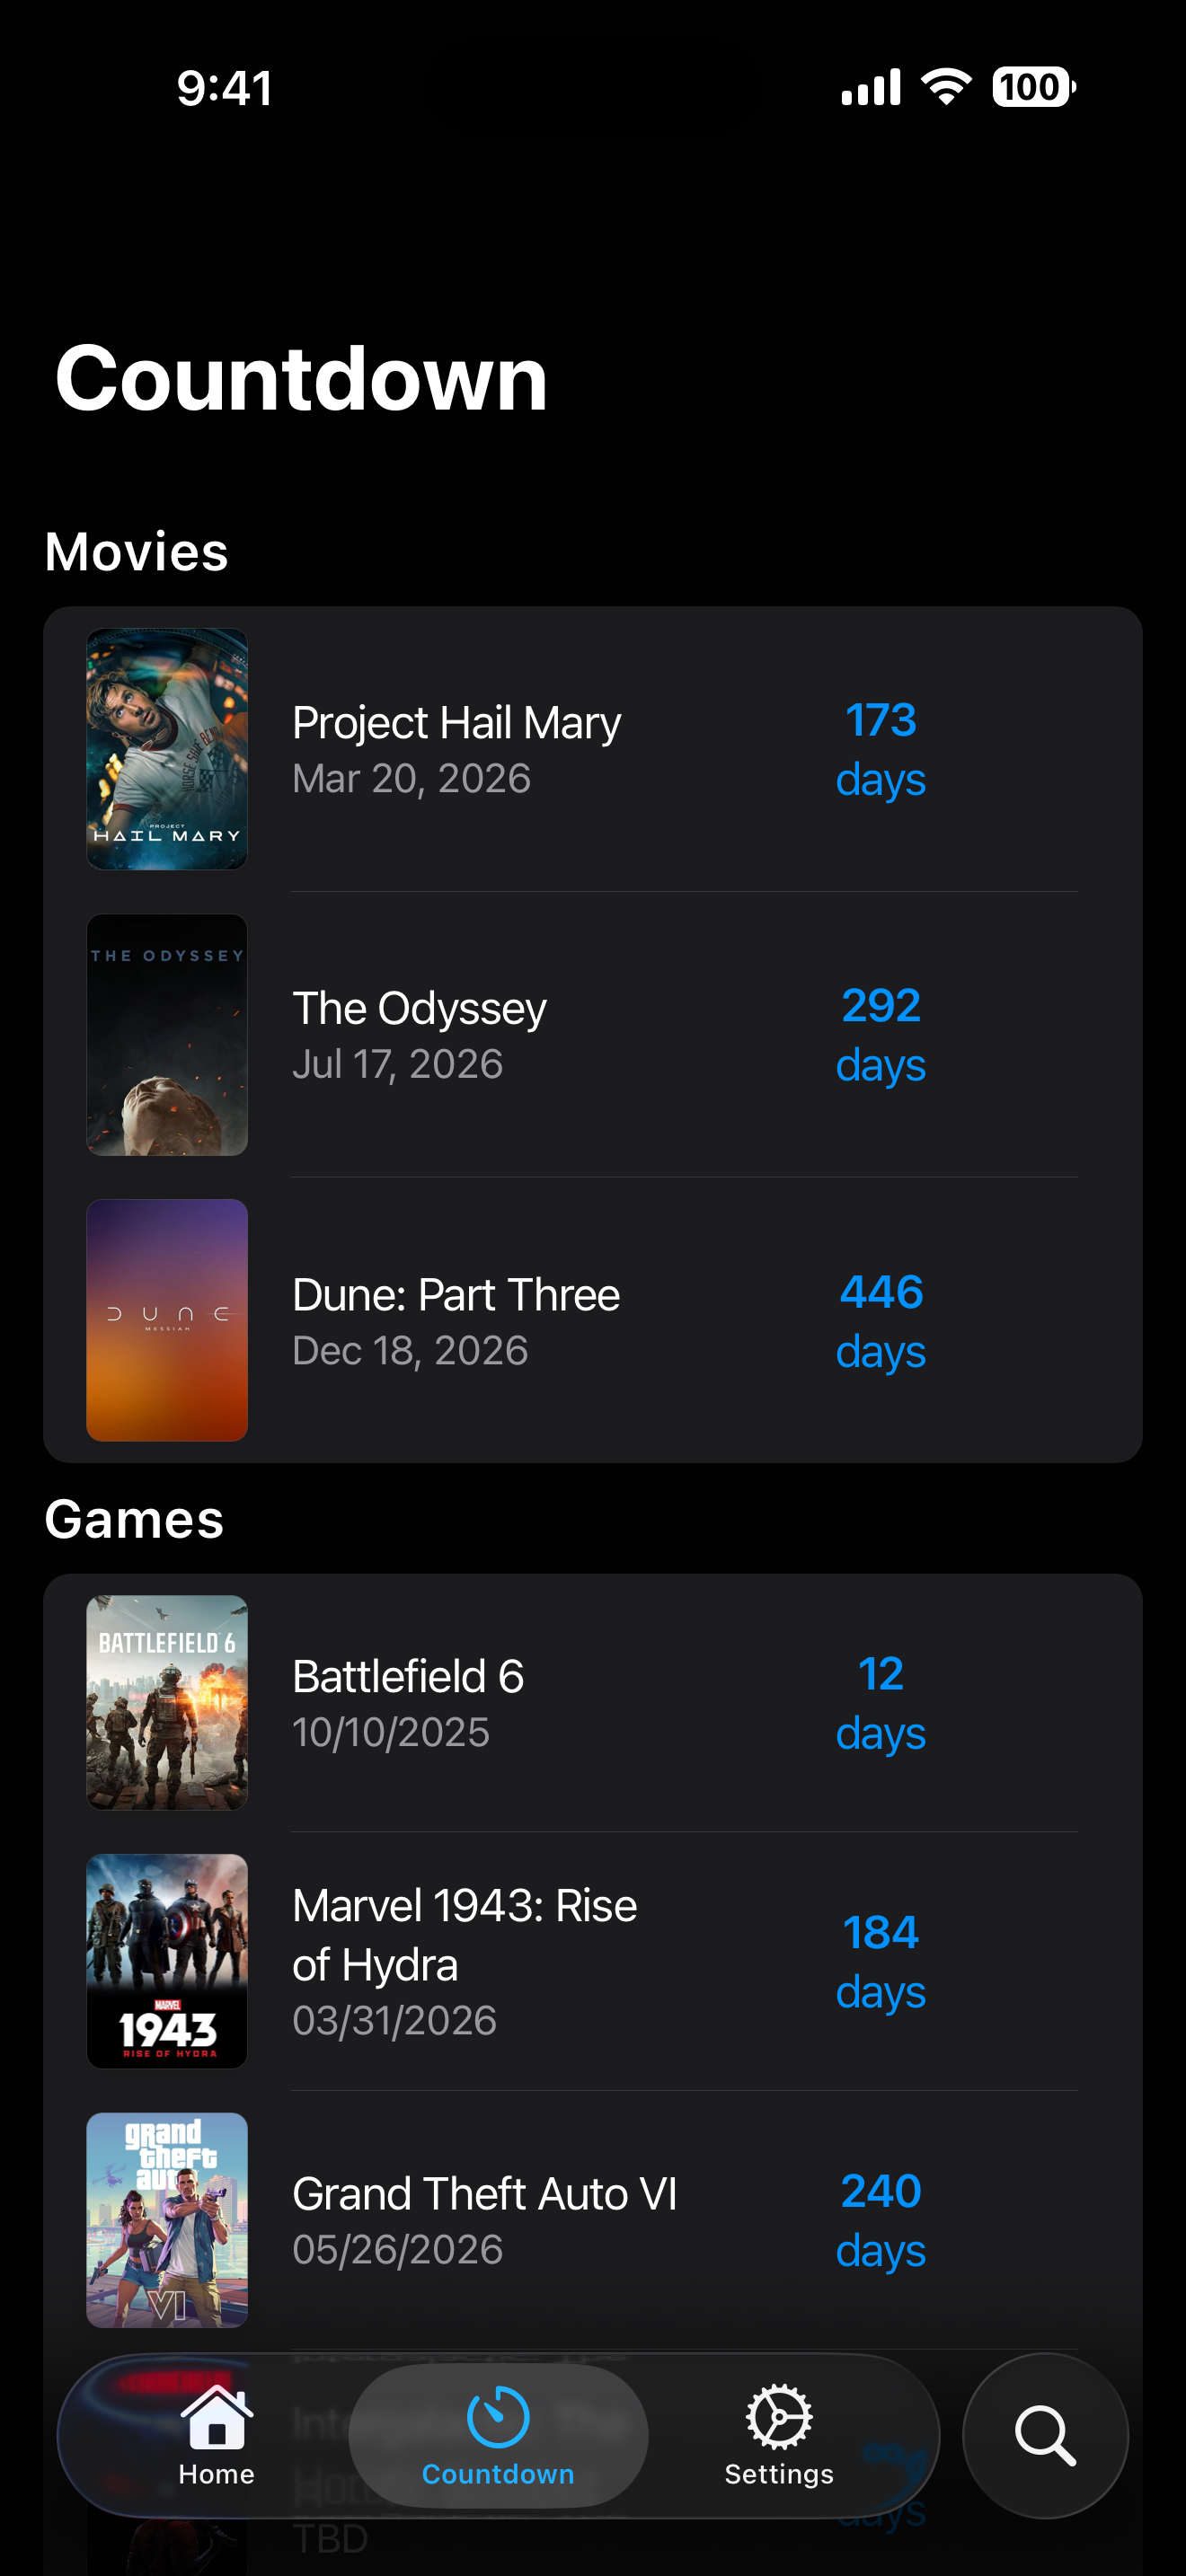 9:41
100
Countdown
Movies
HORSE SIDE BEND
PROJECT
HAIL MARY
Project Hail Mary
Mar 20, 2026
173
days
THE ODYSSEY
The Odyssey
Jul 17, 2026
292
days
DUNE
MESSIAH
Dune: Part Three
Dec 18, 2026
446
days
Games
BATTLEFIELD 6
Battlefield 6
10/10/2025
12
days
MARVEL
1943
RISE OF HYDRA
Marvel 1943: Rise
of Hydra
03/31/2026
184
days
grand
theft
auto
VI
Grand Theft Auto VI
05/26/2026
240
days
TBD
days
Home
Countdown
Settings